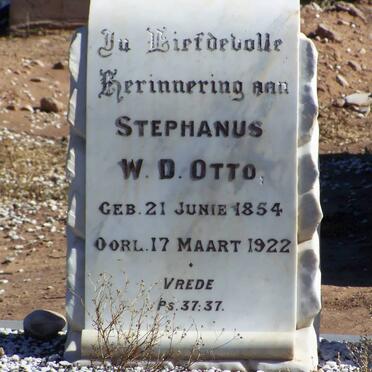 In Liefdevolle
Herinnering aan
STEPHANUS
W. D. OTTO,
GEB. 21 JUNIE 1854
OORL. 17 MAART 1922
VREDE
PS. 37:37.